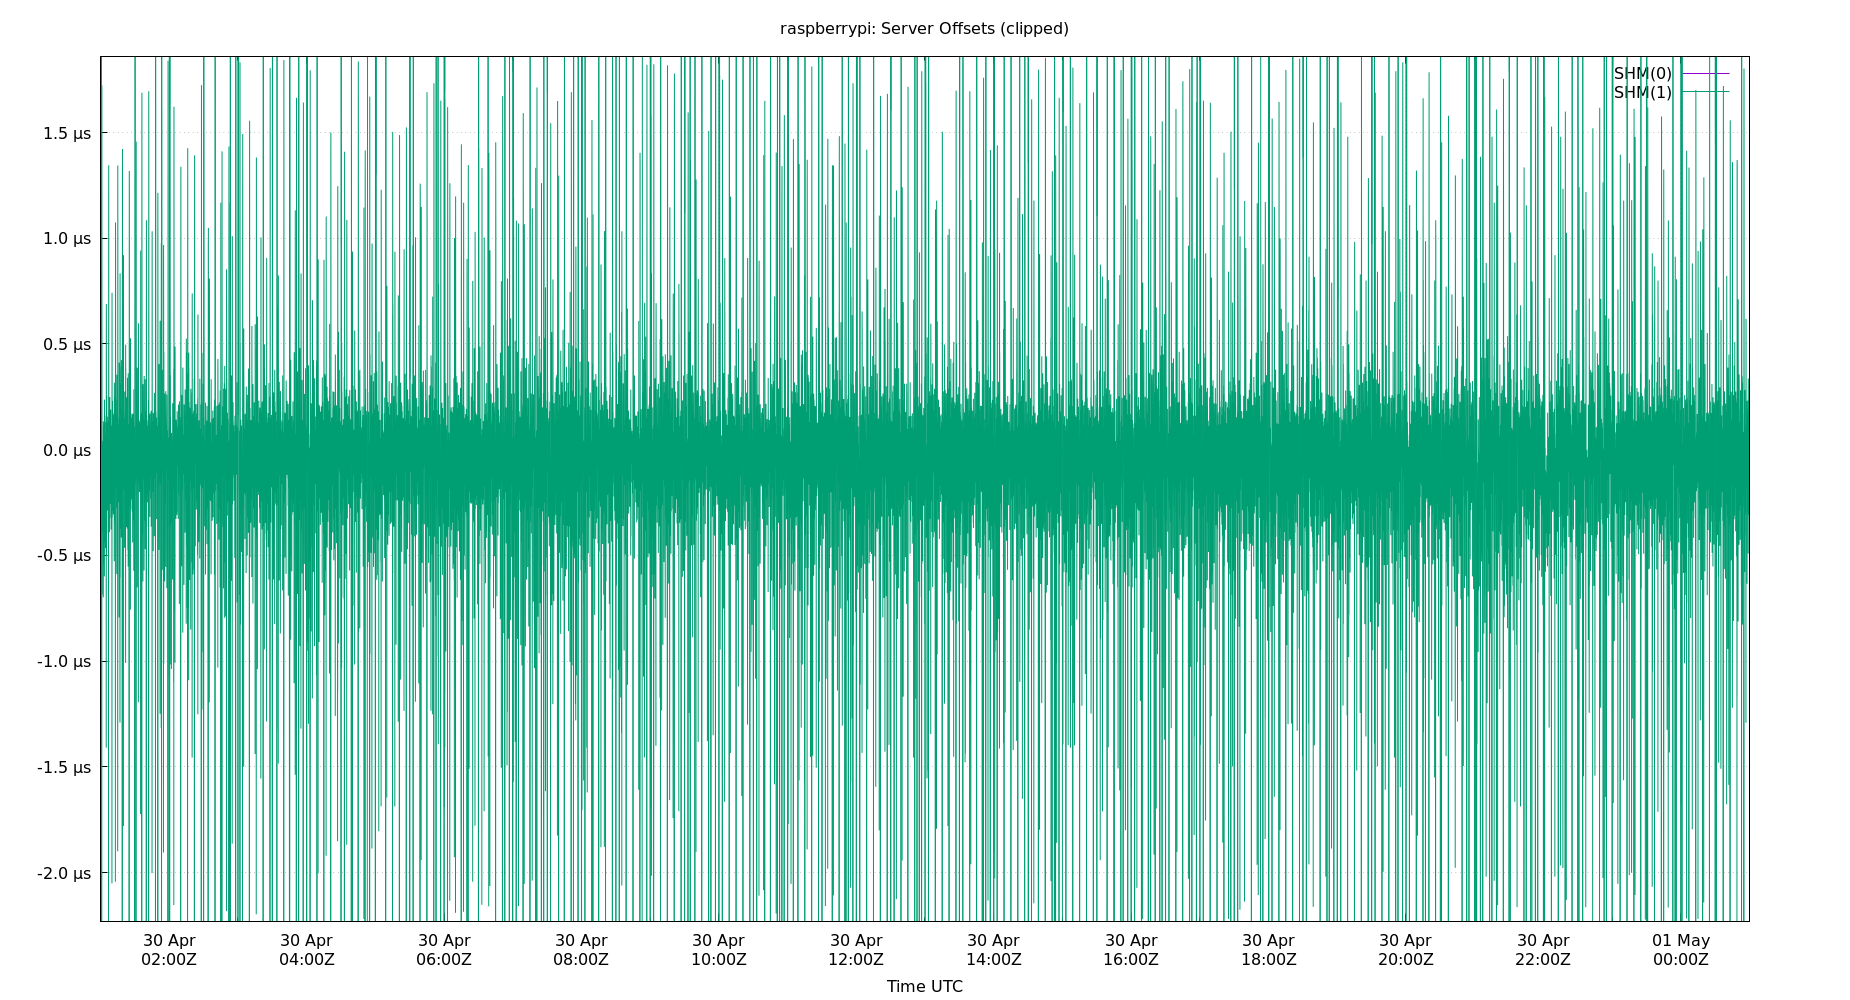 raspberrypi: Server Offsets (clipped)
SHM(0)
SHM(1)
1.5 µs
1.0 µs
0.5 µs
0.0 µs
-0.5 µs
-1.0 µs
-1.5 µs
-2.0 µs
30 Apr 30 Apr 30 Apr 30 Apr 30 Apr 30 Apr 30 Apr 30 Apr 30 Apr 30 Apr 30 Apr 01 May
02:00Z 04:00Z 06:00Z 08:00Z 10:00Z 12:00Z 14:00Z 16:00Z 18:00Z 20:00Z 22:00Z 00:00Z
Time UTC